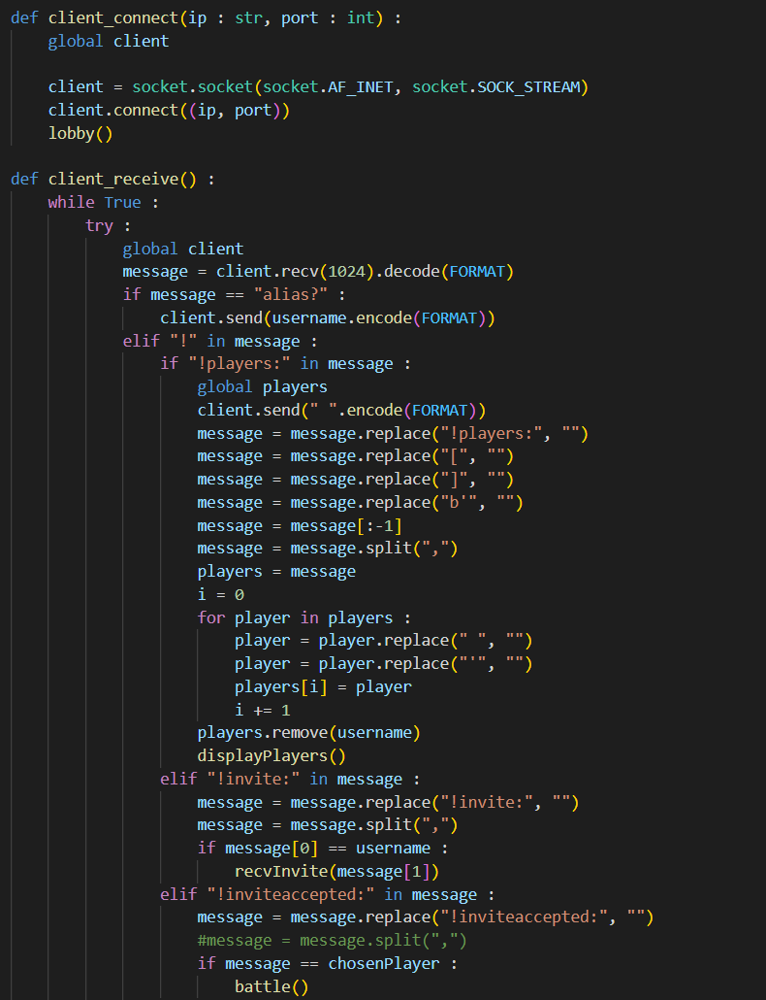 def client_connect(ip : str, port : int) :
    global client

    client = socket.socket(socket.AF_INET, socket.SOCK_STREAM)
    client.connect((ip, port))
    lobby()

def client_receive() :
    while True :
        try :
            global client
            message = client.recv(1024).decode(FORMAT)
            if message == "alias?" :
                client.send(username.encode(FORMAT))
            elif "!" in message :
                if "!players:" in message :
                    global players
                    client.send(" ".encode(FORMAT))
                    message = message.replace("!players:", "")
                    message = message.replace("[", "")
                    message = message.replace("]", "")
                    message = message.replace("b'", "")
                    message = message[:-1]
                    message = message.split(",")
                    players = message
                    i = 0
                    for player in players :
                        player = player.replace(" ", "")
                        player = player.replace("'", "")
                        players[i] = player
                        i += 1
                    players.remove(username)
                    displayPlayers()
                elif "!invite:" in message :
                    message = message.replace("!invite:", "")
                    message = message.split(",")
                    if message[0] == username :
                        recvInvite(message[1])
                elif "!inviteaccepted:" in message :
                    message = message.replace("!inviteaccepted:", "")
                    #message = message.split(",")
                    if message == chosenPlayer :
                        battle()